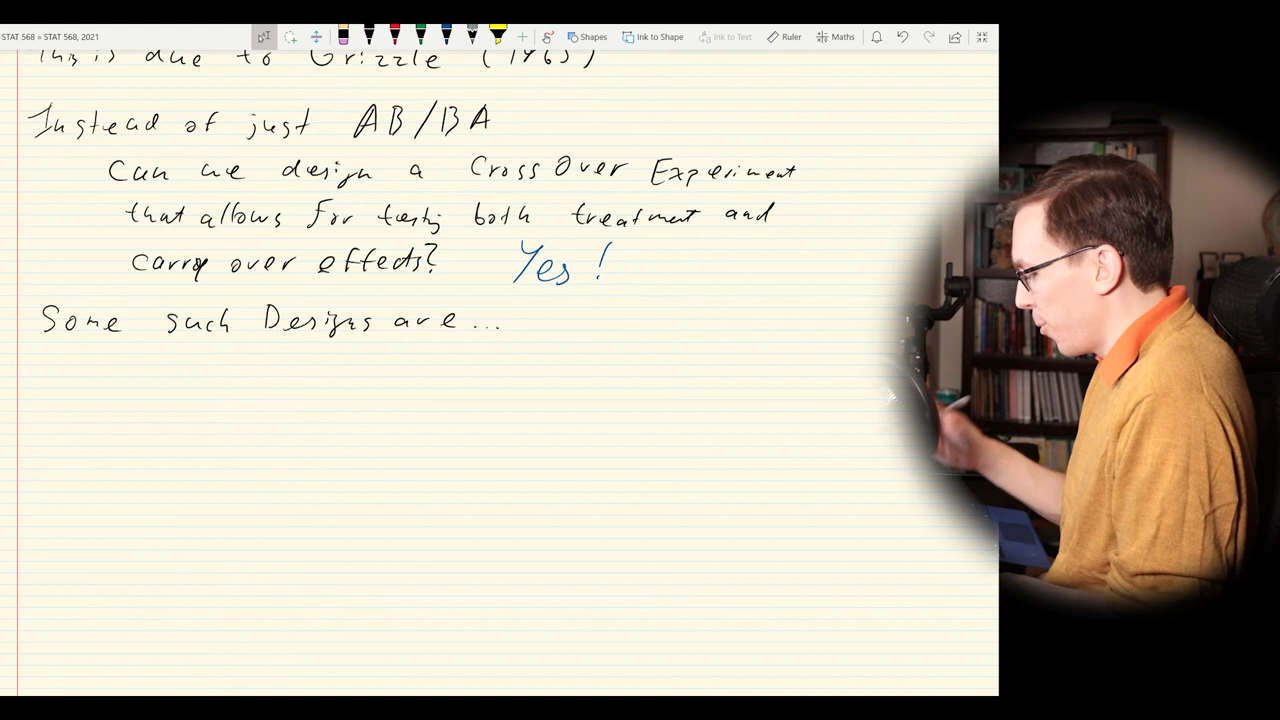 STAT 568 » STAT 568, 2021
Shapes Ink to Shape Ink to Text Ruler Maths
This is due to Grizzle (1965)
Instead of just AB/BA
Can we design a Cross Over Experiment
that allows for testing both treatment and
carry over effects? Yes!
Some such Designs are...